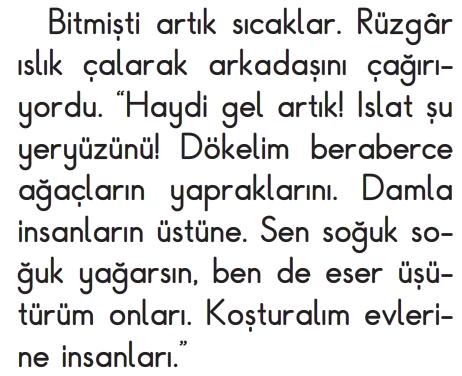 Bitmişti artık sıcaklar. Rüzgâr
ıslık çalarak arkadaşını çağırı-
yordu. “Haydi gel artık! Islat şu
yeryüzünü! Dökelim beraberce
ağaçların yapraklarını. Damla
insanların üstüne. Sen soğuk so-
ğuk yağarsın, ben de eser üşü-
türüm onları. Koşturalım evleri-
ne insanları.”